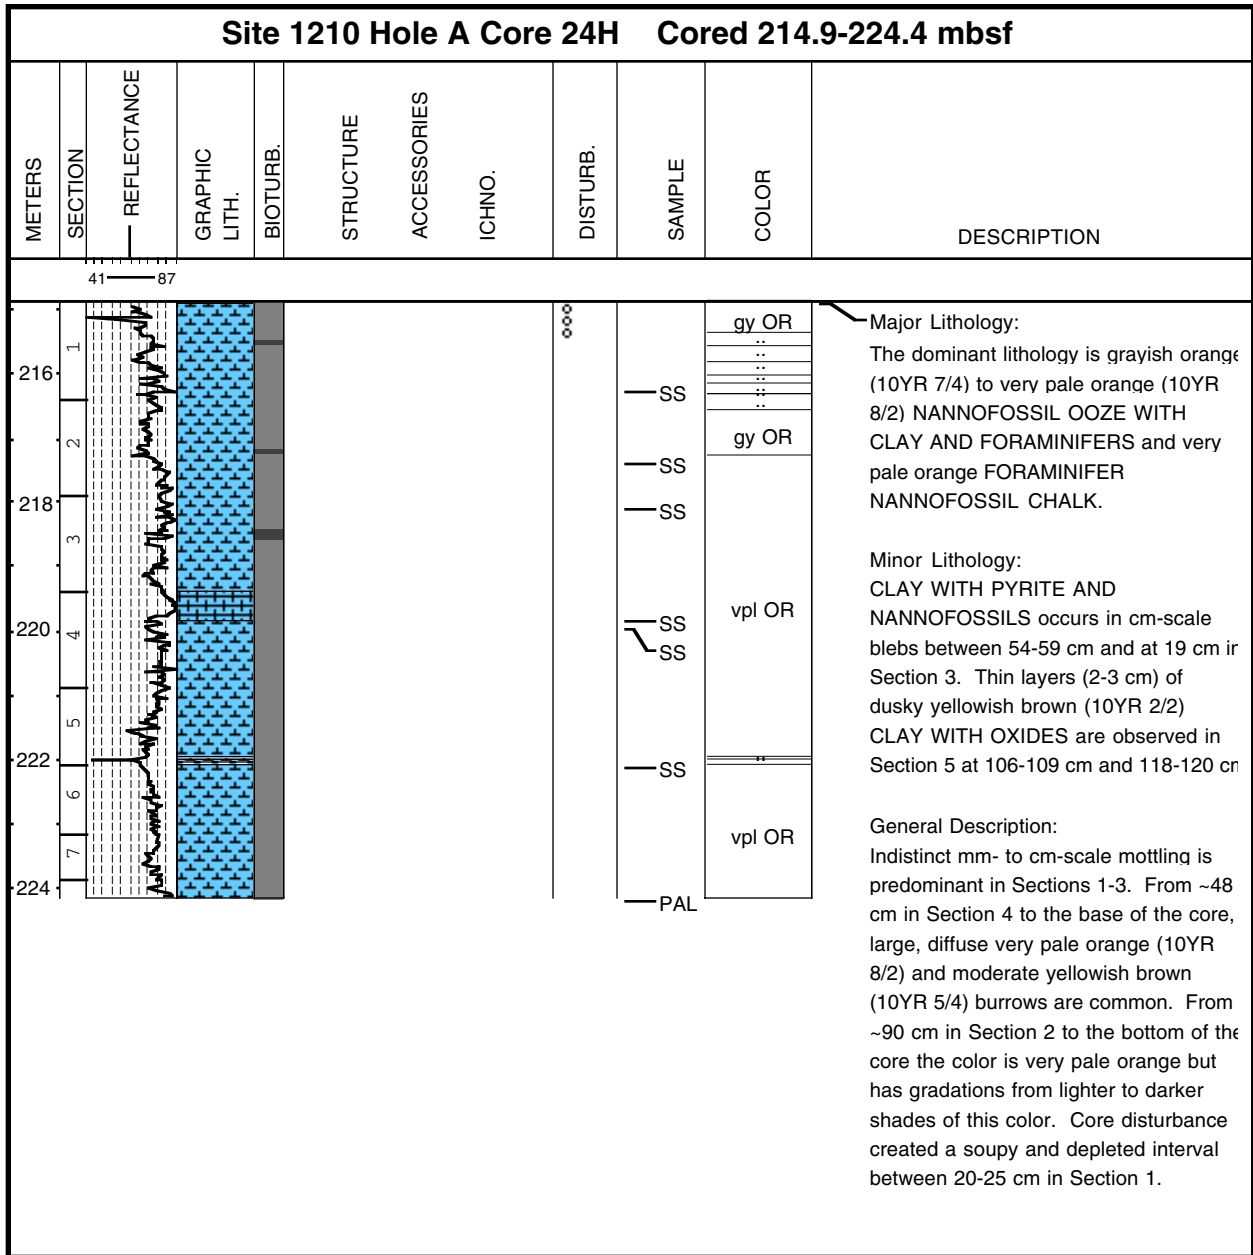 Site 1210 Hole A Core 24H Cored 214.9-224.4 mbsf
METERS
SECTION
REFLECTANCE
GRAPHIC
LITH.
BIOTURB.
STRUCTURE
ACCESSORIES
ICHNO.
DISTURB.
SAMPLE
COLOR
DESCRIPTION
41 87
216
218
220
222
224
1
2
3
4
5
6
7
SS
SS
SS
SS
SS
SS
PAL
gy OR
gy OR
vpl OR
vpl OR
Major Lithology:
The dominant lithology is grayish orange
(10YR 7/4) to very pale orange (10YR
8/2) NANNOFOSSIL OOZE WITH
CLAY AND FORAMINIFERS and very
pale orange FORAMINIFER
NANNOFOSSIL CHALK.
Minor Lithology:
CLAY WITH PYRITE AND
NANNOFOSSILS occurs in cm-scale
blebs between 54-59 cm and at 19 cm in
Section 3. Thin layers (2-3 cm) of
dusky yellowish brown (10YR 2/2)
CLAY WITH OXIDES are observed in
Section 5 at 106-109 cm and 118-120 cm
General Description:
Indistinct mm- to cm-scale mottling is
predominant in Sections 1-3. From ~48
cm in Section 4 to the base of the core,
large, diffuse very pale orange (10YR
8/2) and moderate yellowish brown
(10YR 5/4) burrows are common. From
~90 cm in Section 2 to the bottom of the
core the color is very pale orange but
has gradations from lighter to darker
shades of this color. Core disturbance
created a soupy and depleted interval
between 20-25 cm in Section 1.